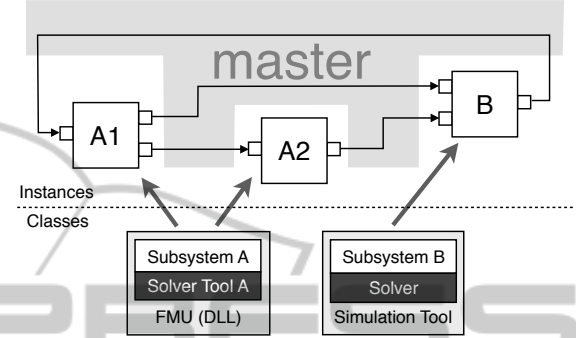 master
A1
A2
B
Instances
Classes
Subsystem A
Solver Tool A
FMU (DLL)
Subsystem B
Solver
Simulation Tool